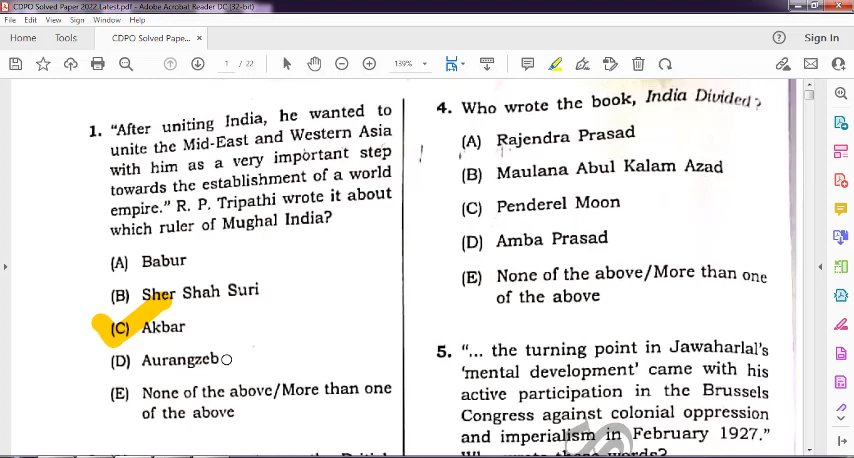 CDPO Solved Paper 2022 Latest.pdf - Adobe Acrobat Reader DC (32-bit)
File Edit View Sign Window Help
Home Tools CDPO Solved Pape... × Sign In
1 / 22 139%
1. "After uniting India, he wanted to
unite the Mid-East and Western Asia
with him as a very important step
towards the establishment of a world
empire." R. P. Tripathi wrote it about
which ruler of Mughal India?
(A) Babur
(B) Sher Shah Suri
(C) Akbar
(D) Aurangzeb
(E) None of the above/More than one
of the above
4. Who wrote the book, India Divided?
(A) Rajendra Prasad
(B) Maulana Abul Kalam Azad
(C) Penderel Moon
(D) Amba Prasad
(E) None of the above/More than one
of the above
5. "... the turning point in Jawaharlal's
'mental development' came with his
active participation in the Brussels
Congress against colonial oppression
and imperialism in February 1927."